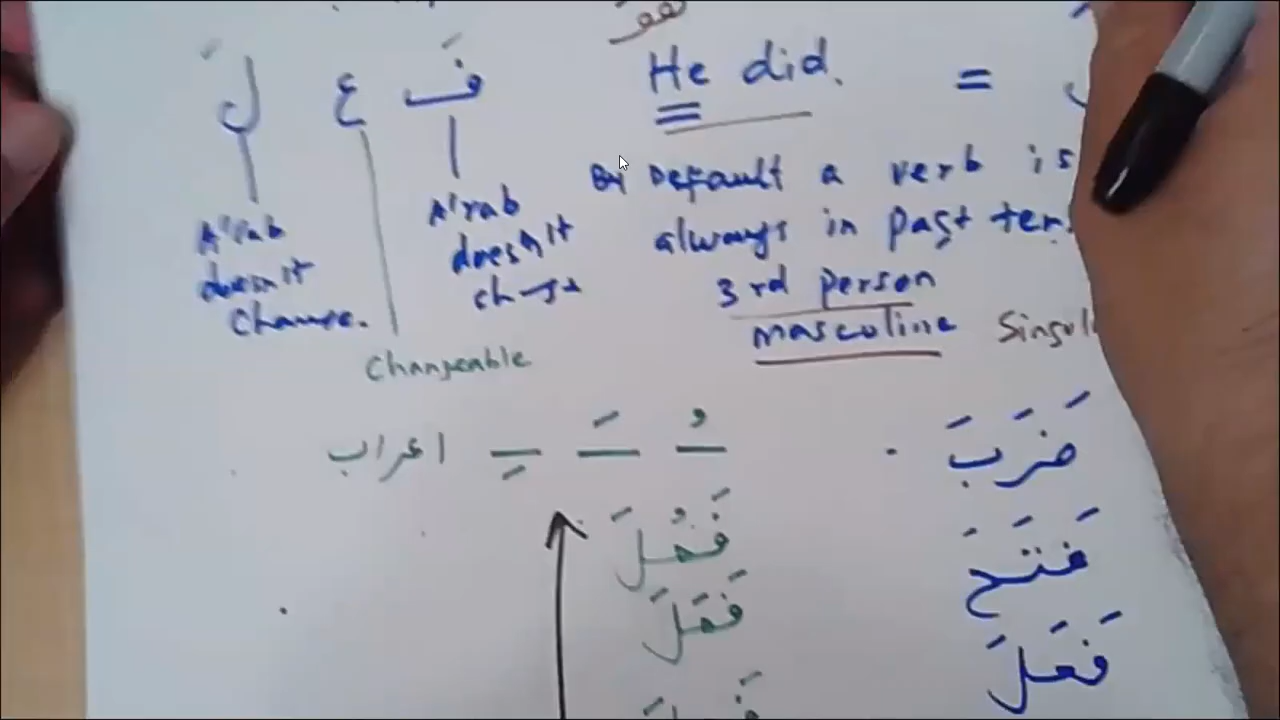 فَ ع لَ
He did. =
By Default a verb is
always in past ten
3rd person
masculine Singul
A'rab
doesn't
change
A'rab
doesn't
Change.
Changeable
ـُ ـَ ـِ اعراب
ضَرَبَ
فَتَحَ
فَعَلَ
فَعُلَ
فَعَلَ